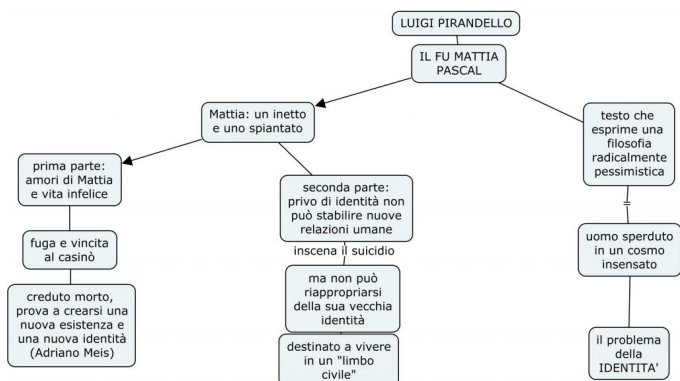 LUIGI PIRANDELLO
IL FU MATTIA
PASCAL
Mattia: un inetto
e uno spiantato
prima parte:
amori di Mattia
e vita infelice
fuga e vincita
al casinò
creduto morto,
prova a crearsi una
nuova esistenza e
una nuova identità
(Adriano Meis)
seconda parte:
privo di identità non
può stabilire nuove
relazioni umane
inscena il suicidio
ma non può
riappropriarsi
della sua vecchia
identità
destinato a vivere
in un "limbo
civile"
testo che
esprime una
filosofia
radicalmente
pessimistica
=
uomo sperduto
in un cosmo
insensato
il problema
della
IDENTITA'